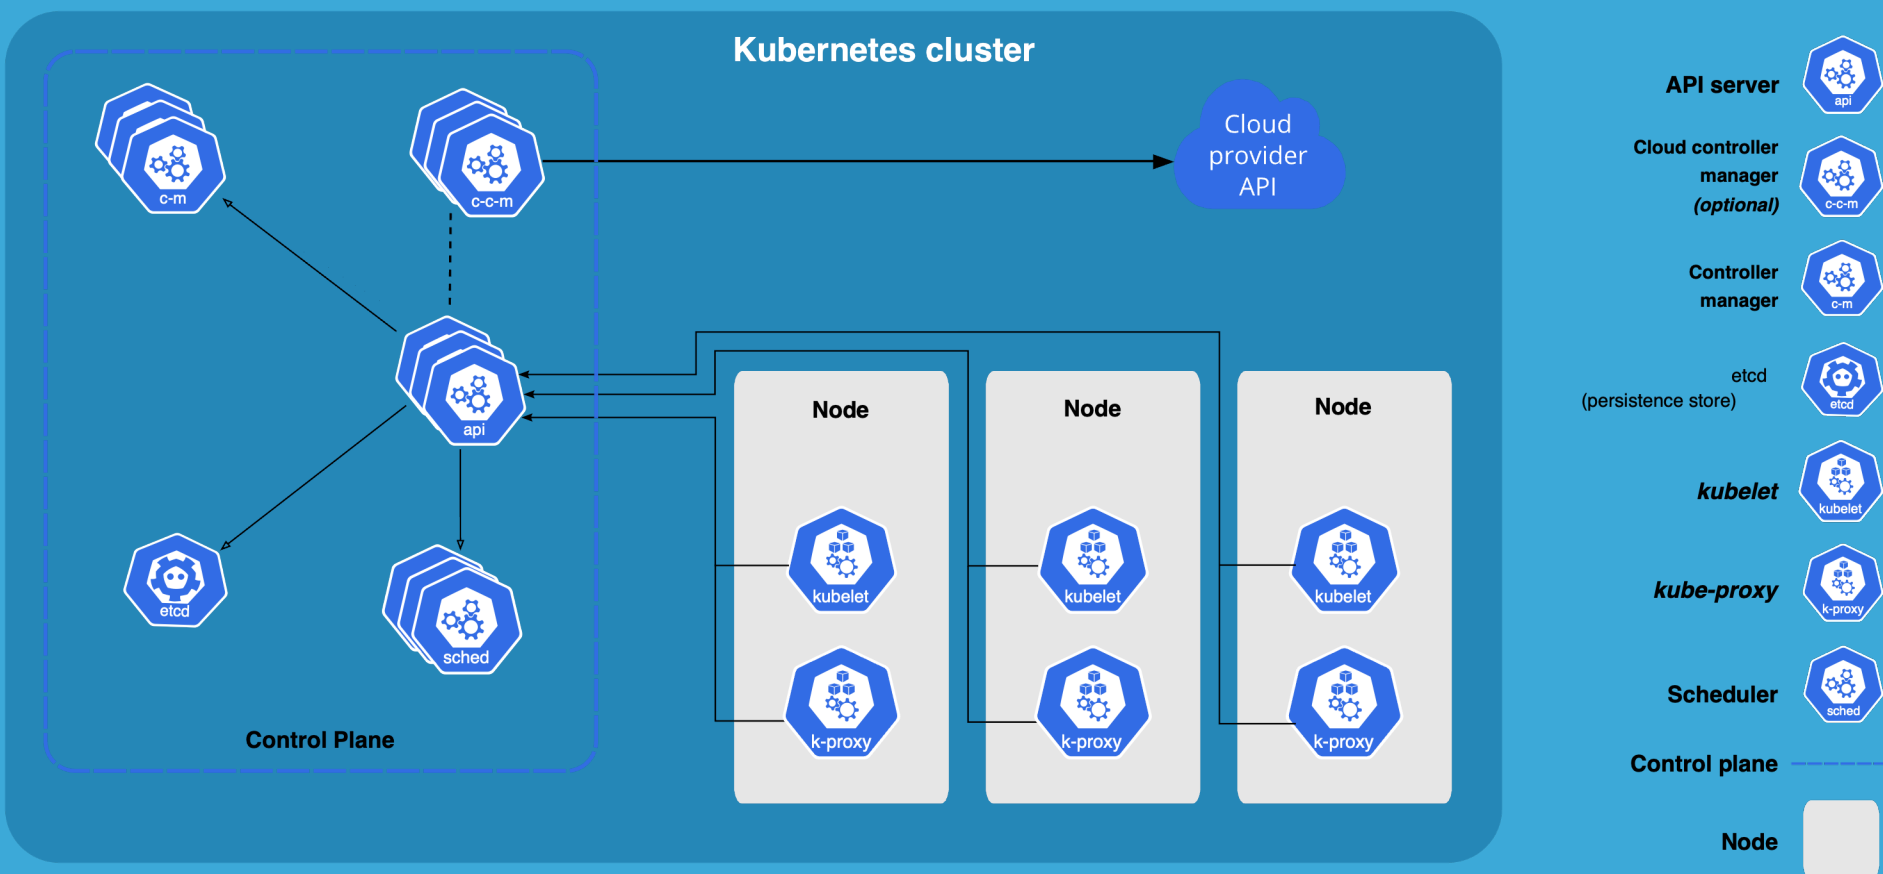 Kubernetes cluster
c-m
c-c-m
Cloud
provider
API
api
etcd
sched
Control Plane
Node
kubelet
k-proxy
Node
kubelet
k-proxy
Node
kubelet
k-proxy
API server
api
Cloud controller
manager
(optional)
c-c-m
Controller
manager
c-m
etcd
(persistence store)
etcd
kubelet
kubelet
kube-proxy
k-proxy
Scheduler
sched
Control plane
Node